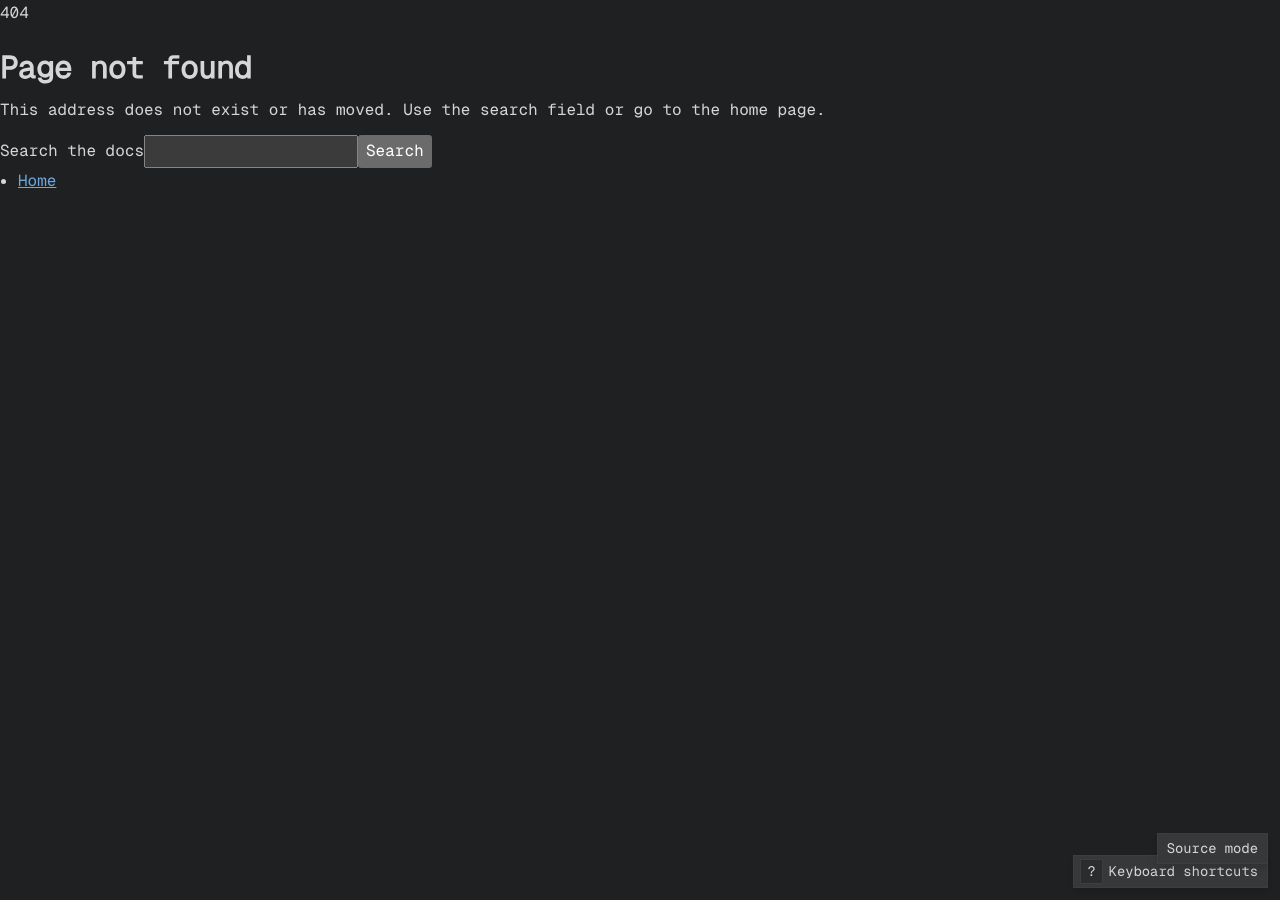 404
Page not found
This address does not exist or has moved. Use the search field or go to the home page.
Search the docs Search
Home
Source mode
? Keyboard shortcuts